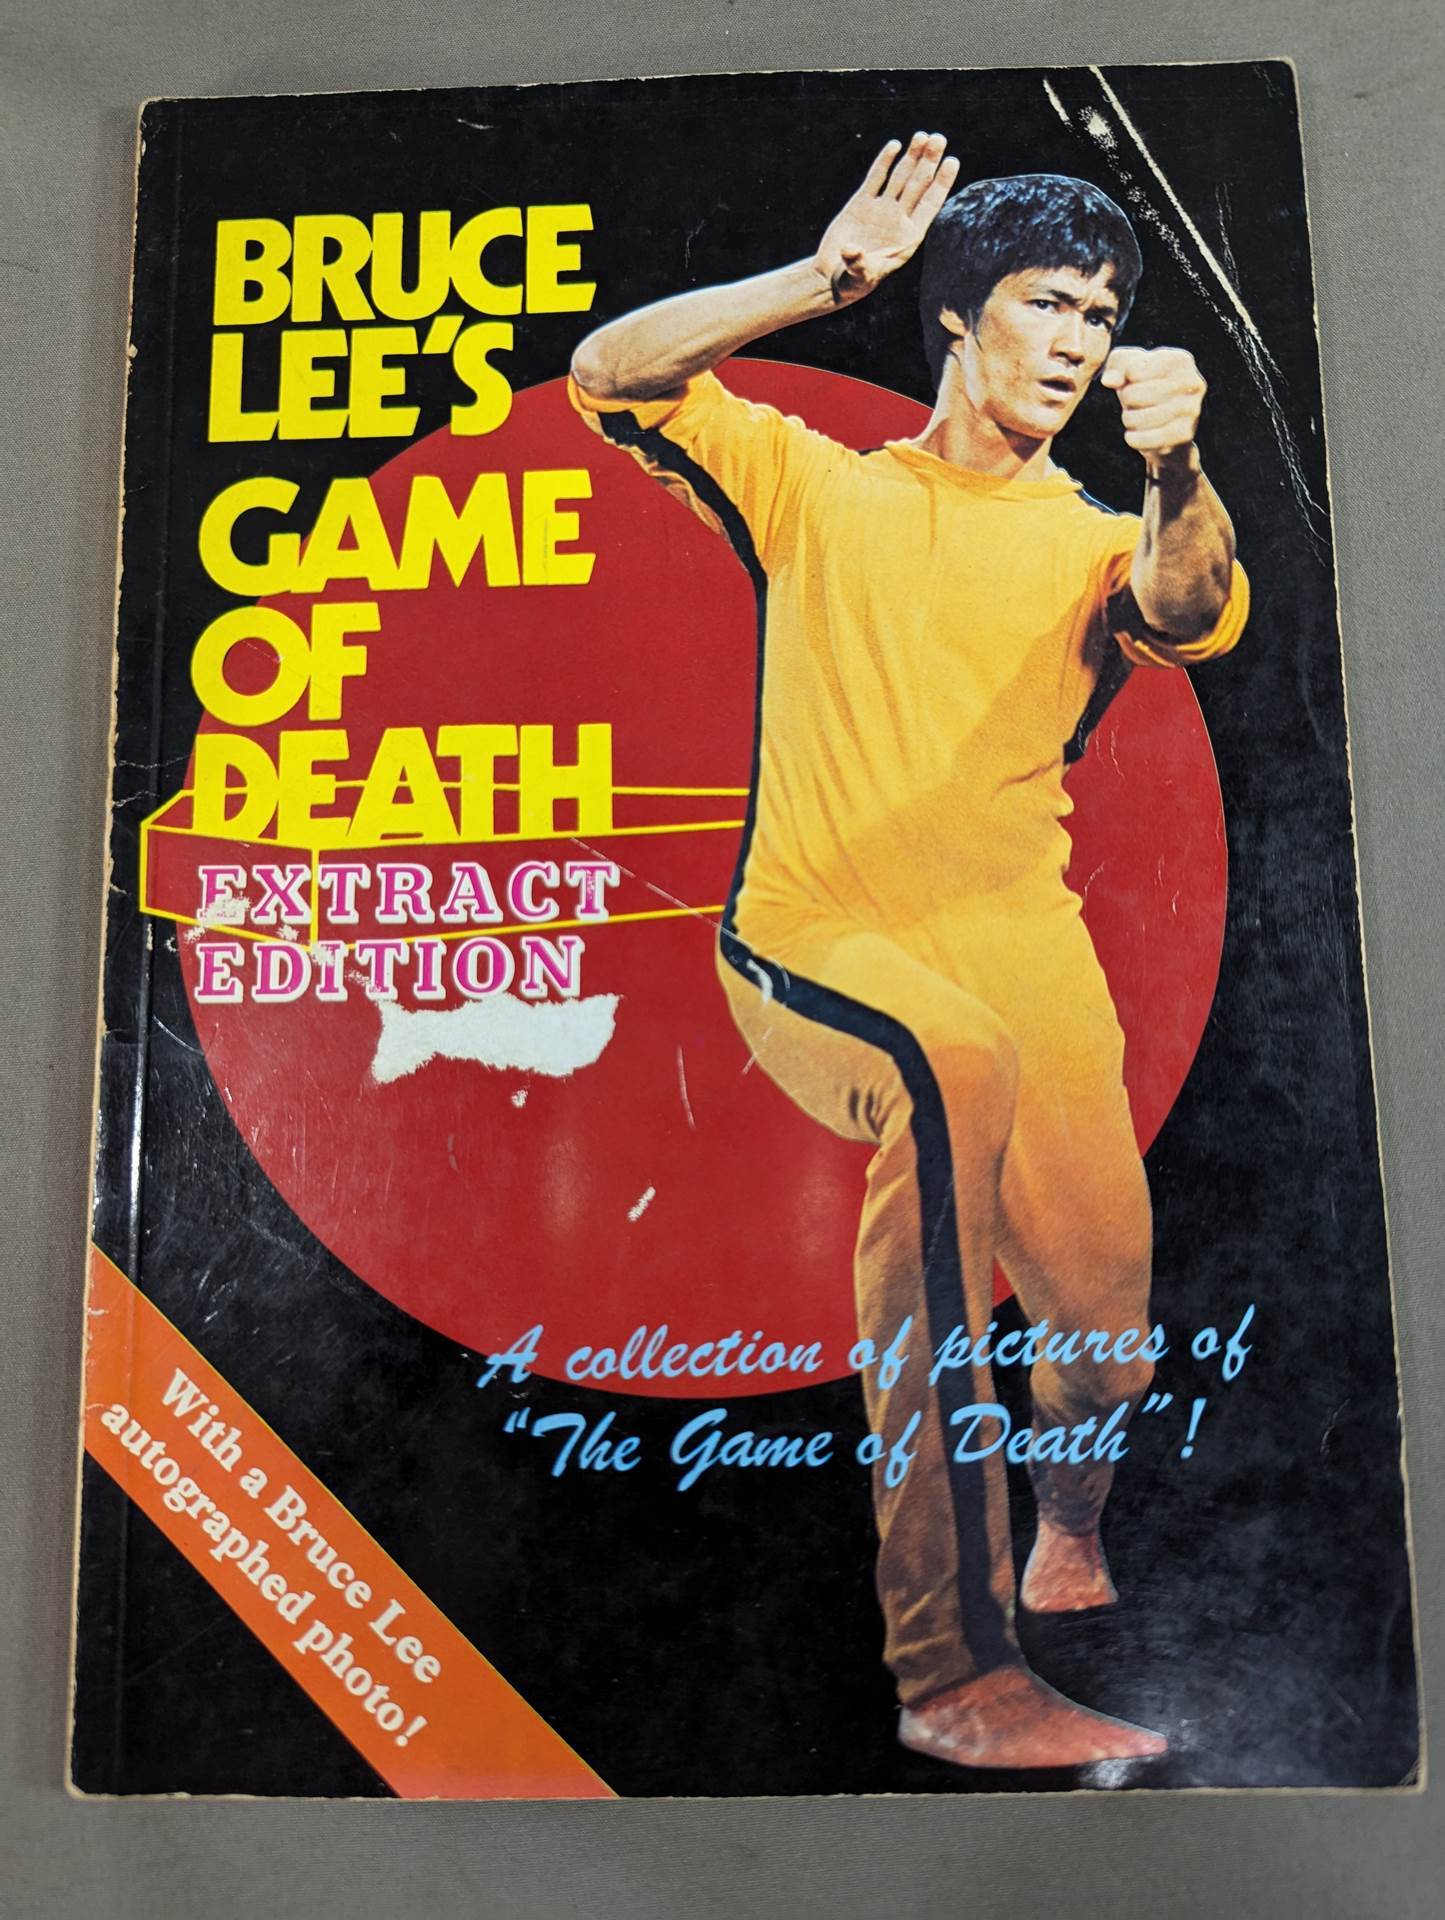 BRUCE
LEE'S
GAME
OF
DEATH
EXTRACT
EDITION
A collection of pictures of
"The Game of Death"!
With a Bruce Lee
autographed photo!